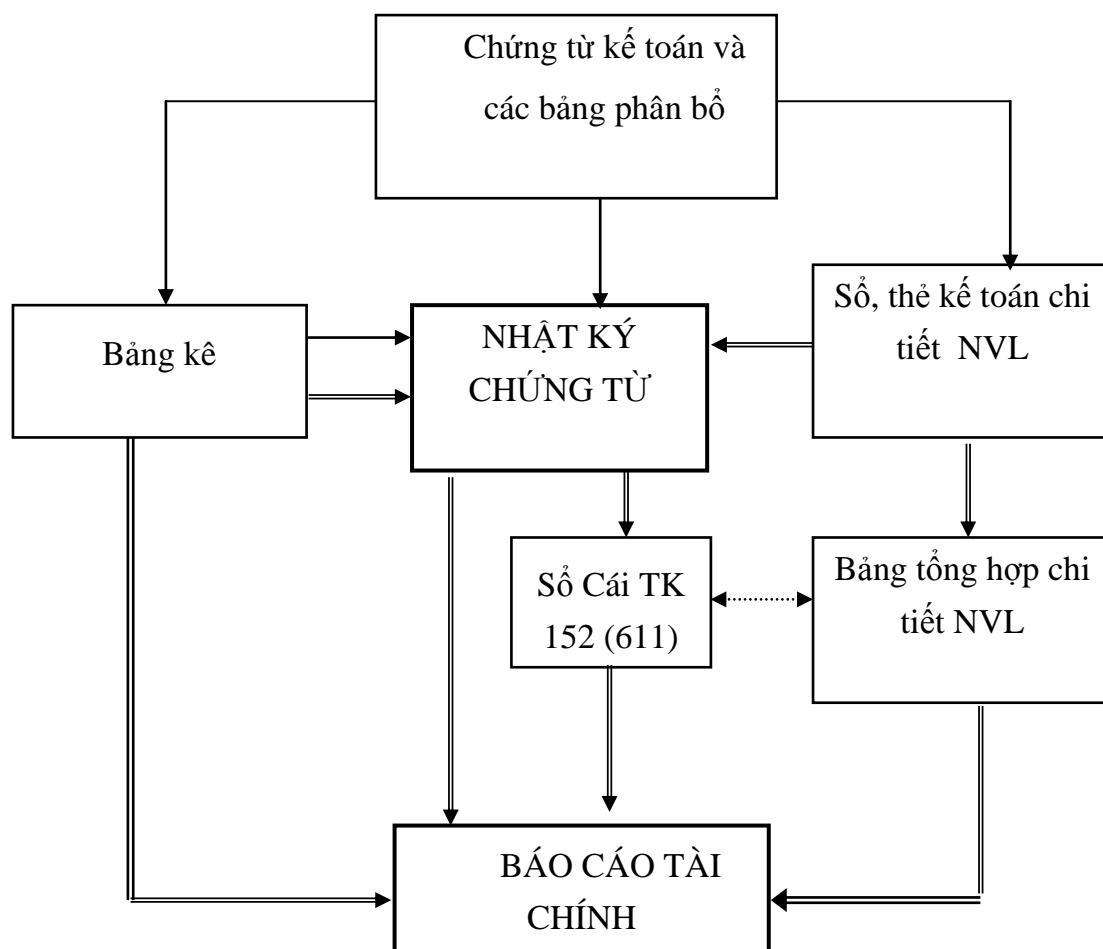 Chứng từ kế toán và
các bảng phân bổ
Bảng kê
NHẬT KÝ
CHỨNG TỪ
Sổ, thẻ kế toán chi
tiết NVL
Sổ Cái TK
152 (611)
Bảng tổng hợp chi
tiết NVL
BÁO CÁO TÀI
CHÍNH